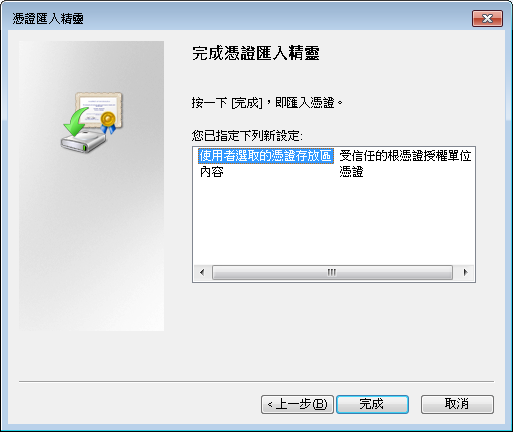 憑證匯入精靈
完成憑證匯入精靈
按一下 [完成]，即匯入憑證。
您已指定下列新設定:
使用者選取的憑證存放區 受信任的根憑證授權單位
內容 憑證
< 上一步(B) 完成 取消